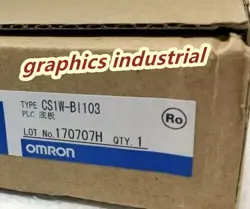 graphics industrial
TYPE CS1W-BI103
PLC 底板
Ro
LOT No. 170707H QTY. 1
OMRON